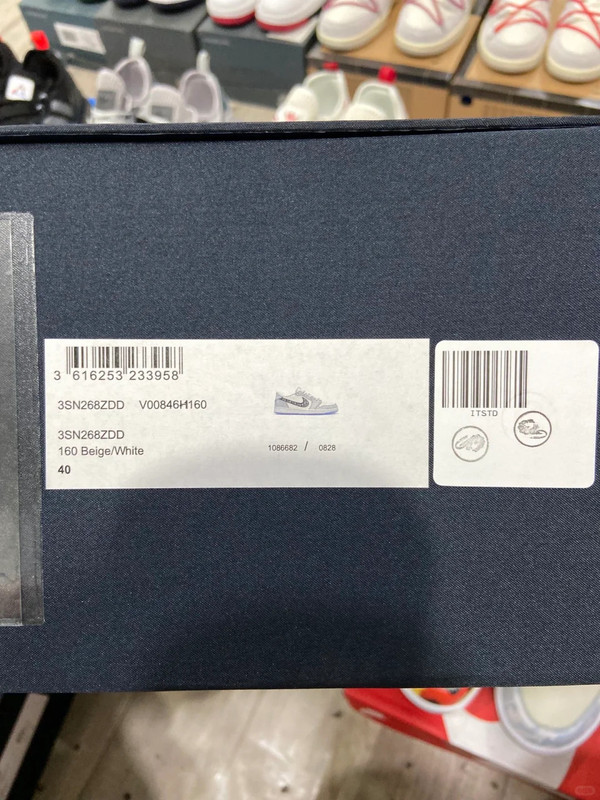 3 616253 233958
3SN268ZDD V00846H160
3SN268ZDD
160 Beige/White
40
1086682 / 0828
ITSTD